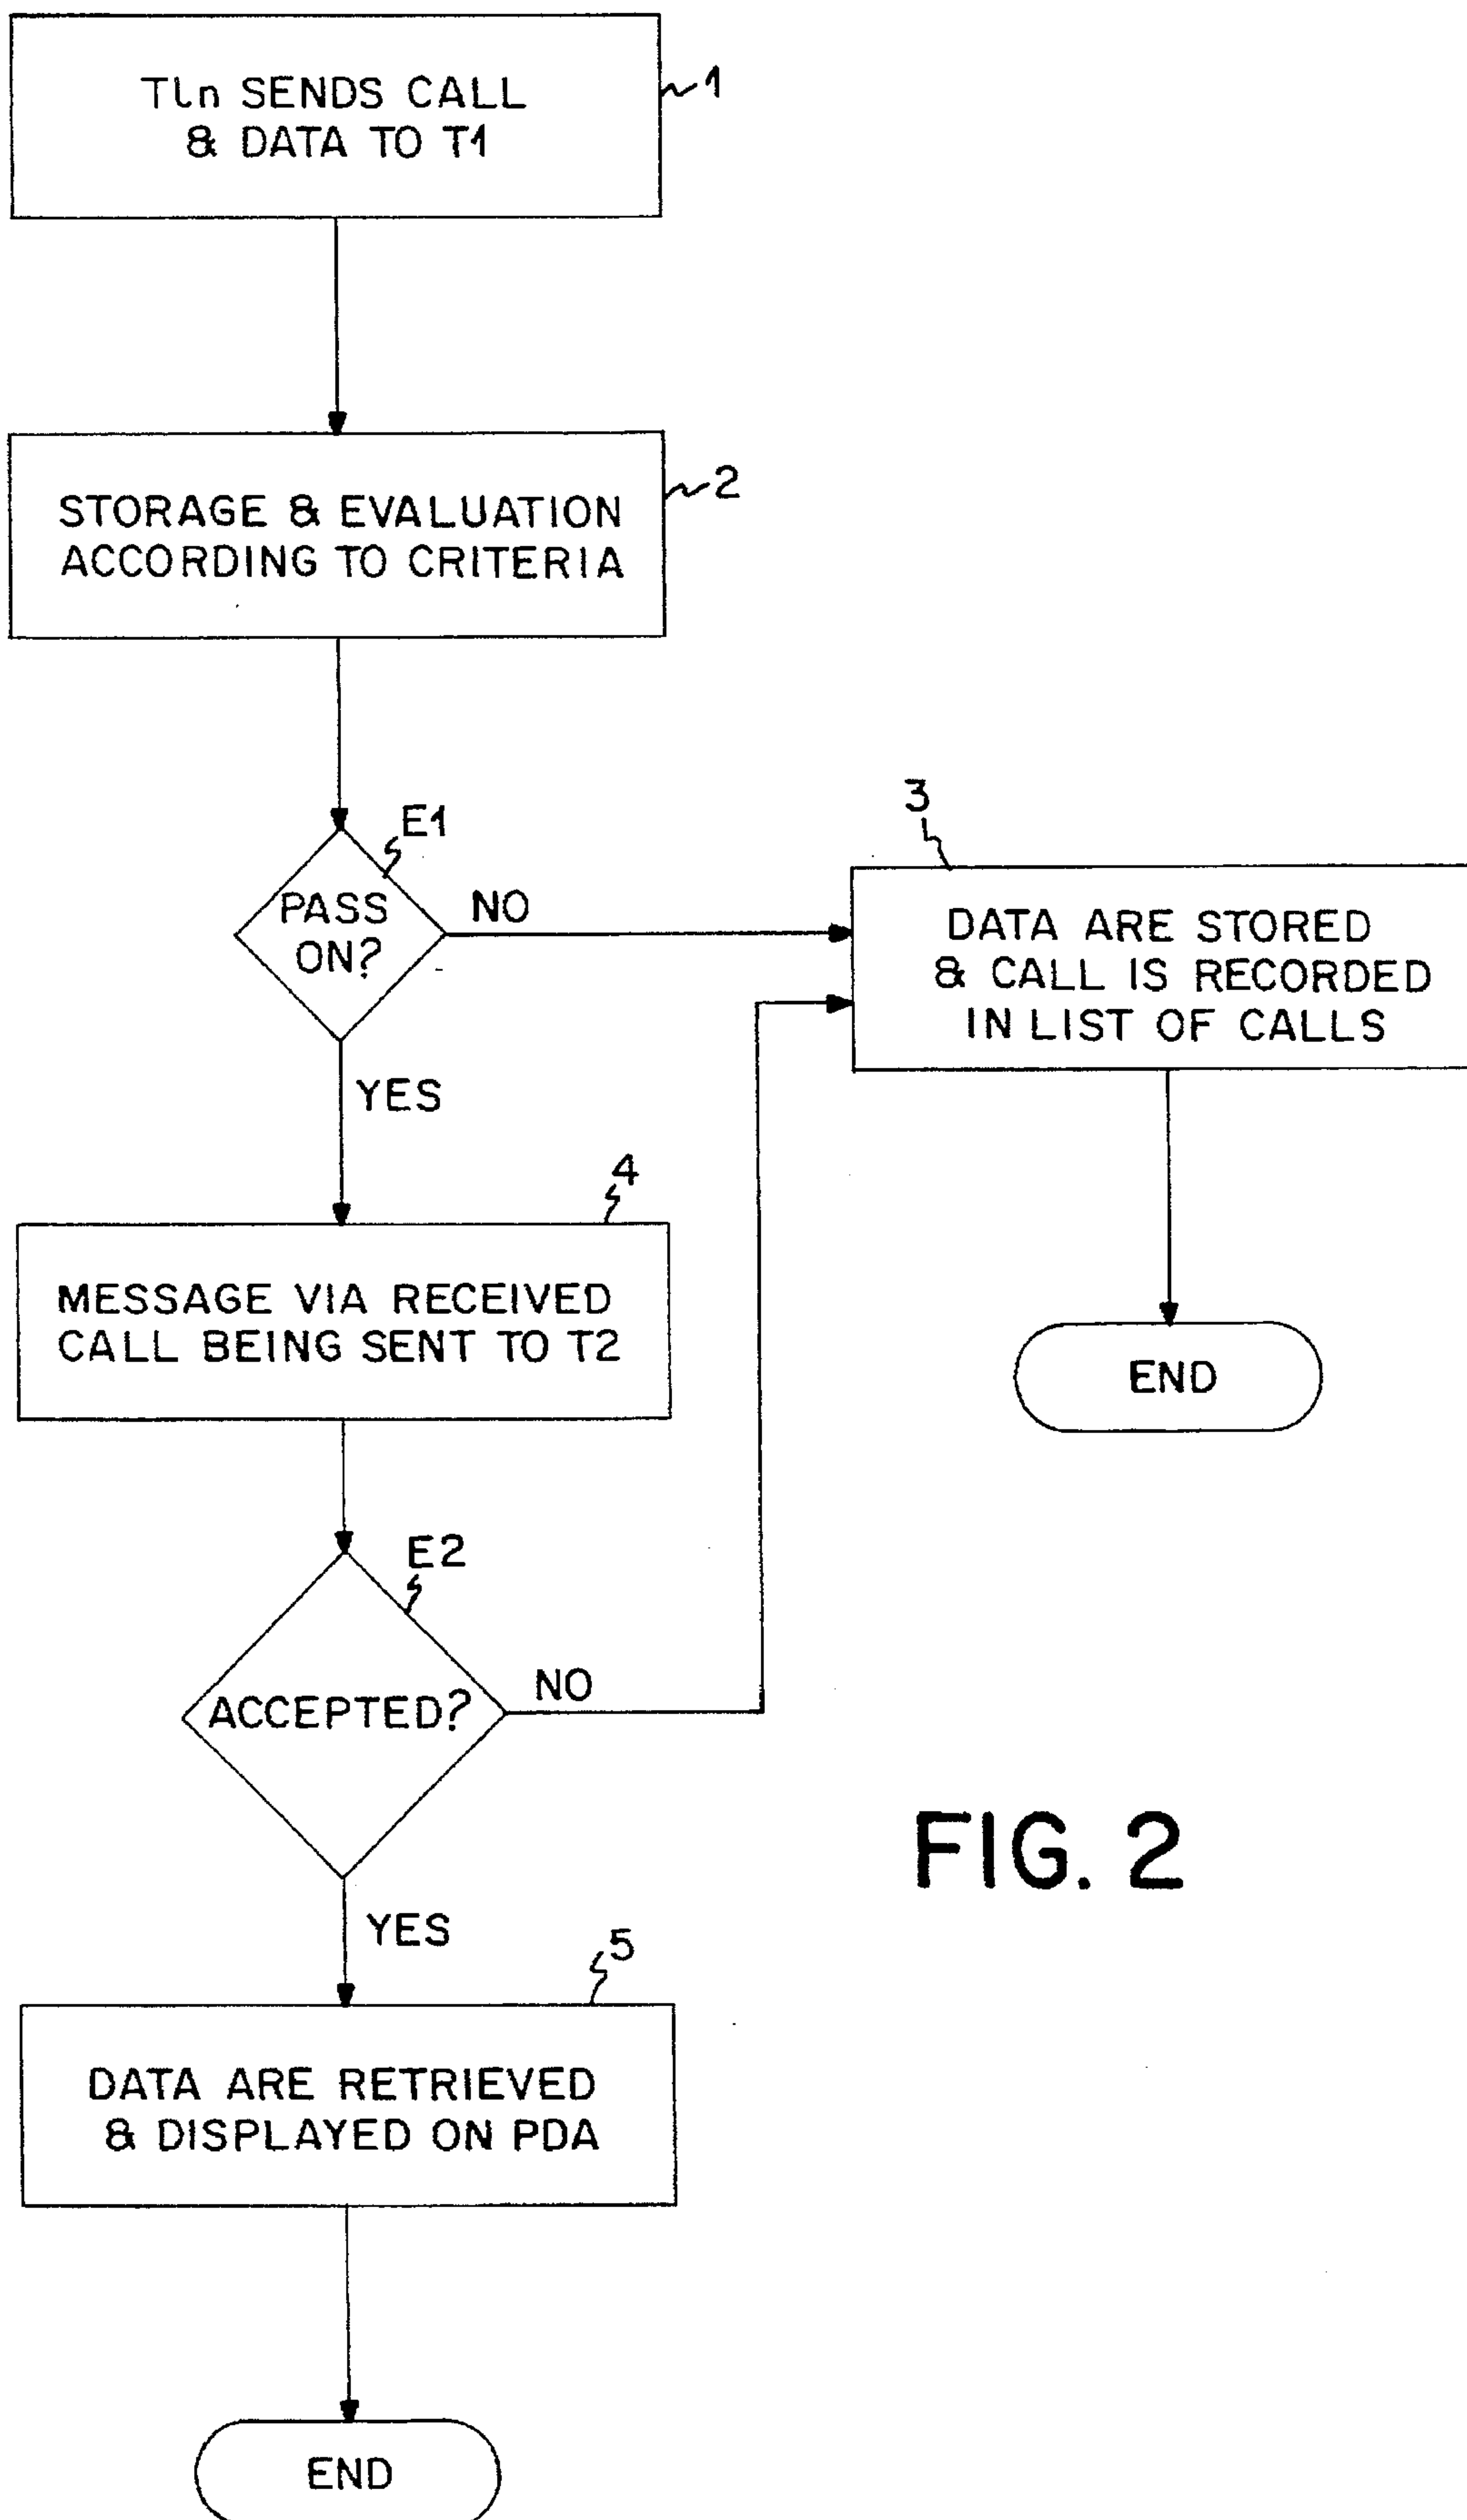 Tln SENDS CALL
& DATA TO T1
1
STORAGE & EVALUATION
ACCORDING TO CRITERIA
2
E1
PASS
ON?
NO
YES
3
DATA ARE STORED
& CALL IS RECORDED
IN LIST OF CALLS
END
4
MESSAGE VIA RECEIVED
CALL BEING SENT TO T2
E2
ACCEPTED?
NO
YES
FIG. 2
5
DATA ARE RETRIEVED
& DISPLAYED ON PDA
END